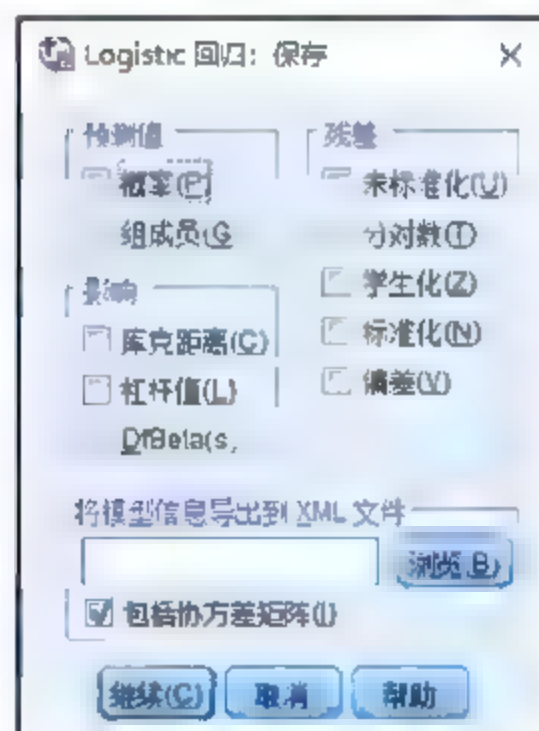 Logistic 回归：保存
预测值
概率(P)
组成员(G
影响
库克距离(C)
杠杆值(L)
DfBeta(s,
残差
未标准化(U)
分对数(T)
学生化(Z)
标准化(N)
偏差(V)
将模型信息导出到 XML 文件
浏览(B)
包括协方差矩阵(I)
继续(C) 取消 帮助